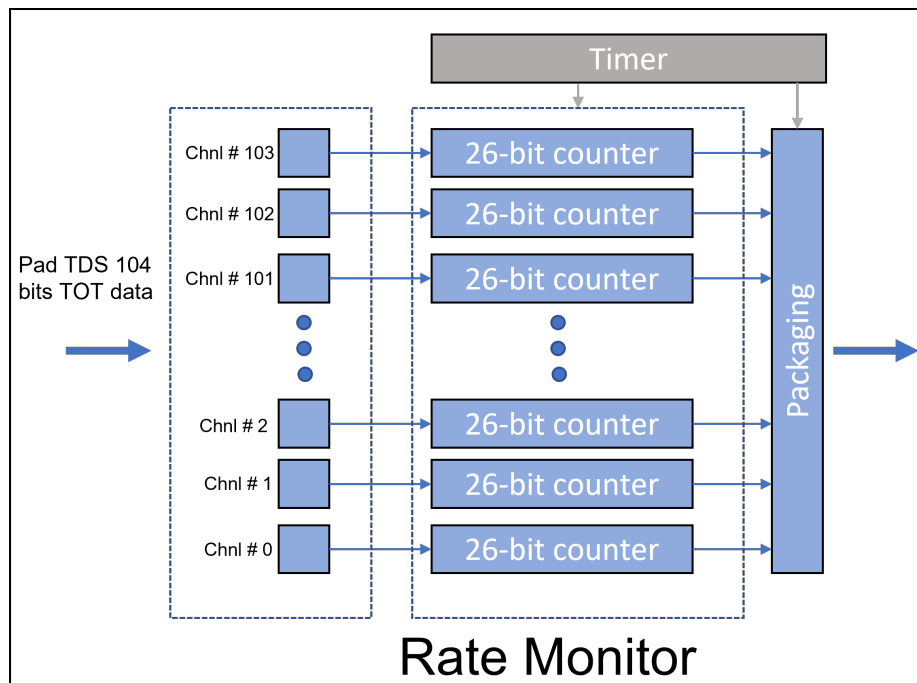 Timer
Chnl # 103
26-bit counter
Chnl # 102
26-bit counter
Pad TDS 104
bits TOT data
Chnl # 101
26-bit counter
Packaging
Chnl # 2
26-bit counter
Chnl # 1
26-bit counter
Chnl # 0
26-bit counter
Rate Monitor